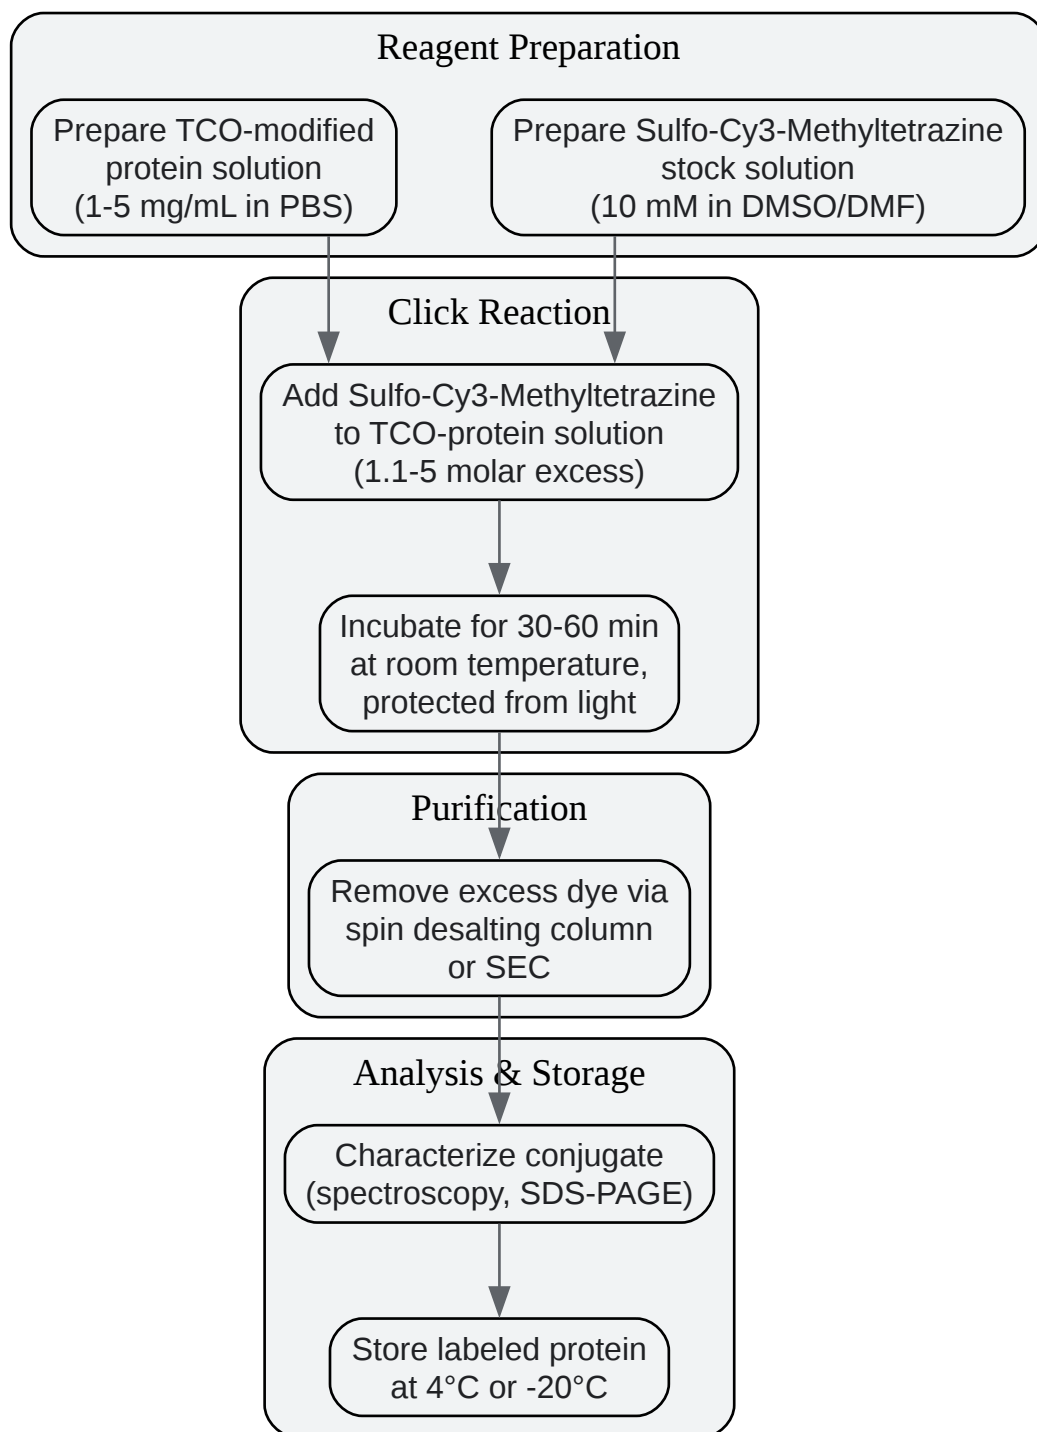 Reagent Preparation
Prepare TCO-modified
protein solution
(1-5 mg/mL in PBS)
Prepare Sulfo-Cy3-Methyltetrazine
stock solution
(10 mM in DMSO/DMF)
Click Reaction
Add Sulfo-Cy3-Methyltetrazine
to TCO-protein solution
(1.1-5 molar excess)
Incubate for 30-60 min
at room temperature,
protected from light
Purification
Remove excess dye via
spin desalting column
or SEC
Analysis & Storage
Characterize conjugate
(spectroscopy, SDS-PAGE)
Store labeled protein
at 4°C or -20°C